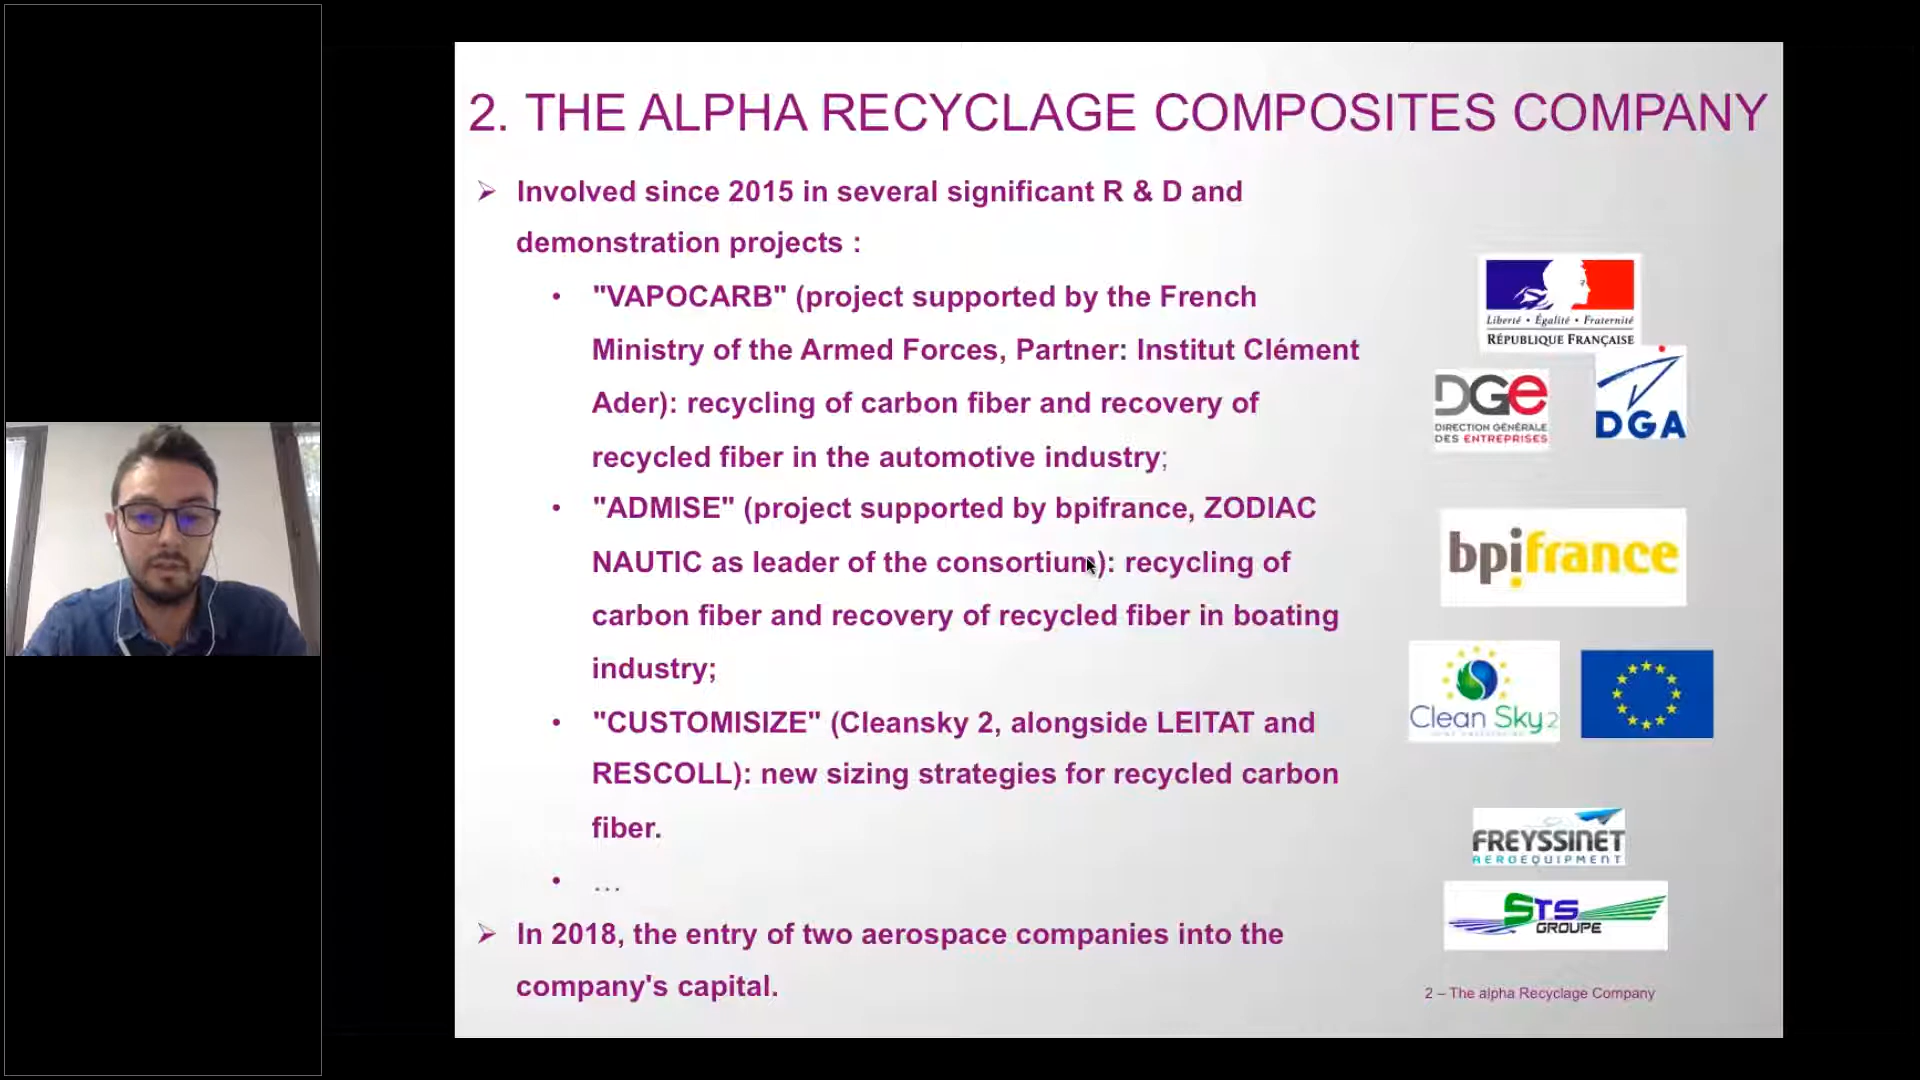 2. THE ALPHA RECYCLAGE COMPOSITES COMPANY
➢ Involved since 2015 in several significant R & D and
demonstration projects :
• "VAPOCARB" (project supported by the French
Ministry of the Armed Forces, Partner: Institut Clément
Ader): recycling of carbon fiber and recovery of
recycled fiber in the automotive industry;
• "ADMISE" (project supported by bpifrance, ZODIAC
NAUTIC as leader of the consortium): recycling of
carbon fiber and recovery of recycled fiber in boating
industry;
• "CUSTOMISIZE" (Cleansky 2, alongside LEITAT and
RESCOLL): new sizing strategies for recycled carbon
fiber.
• …
➢ In 2018, the entry of two aerospace companies into the
company's capital.
Liberté • Égalité • Fraternité
RÉPUBLIQUE FRANÇAISE
DGE
DIRECTION GÉNÉRALE
DES ENTREPRISES
DGA
bpifrance
Clean Sky 2
FREYSSINET
AEROEQUIPMENT
STS
GROUPE
2 – The alpha Recyclage Company